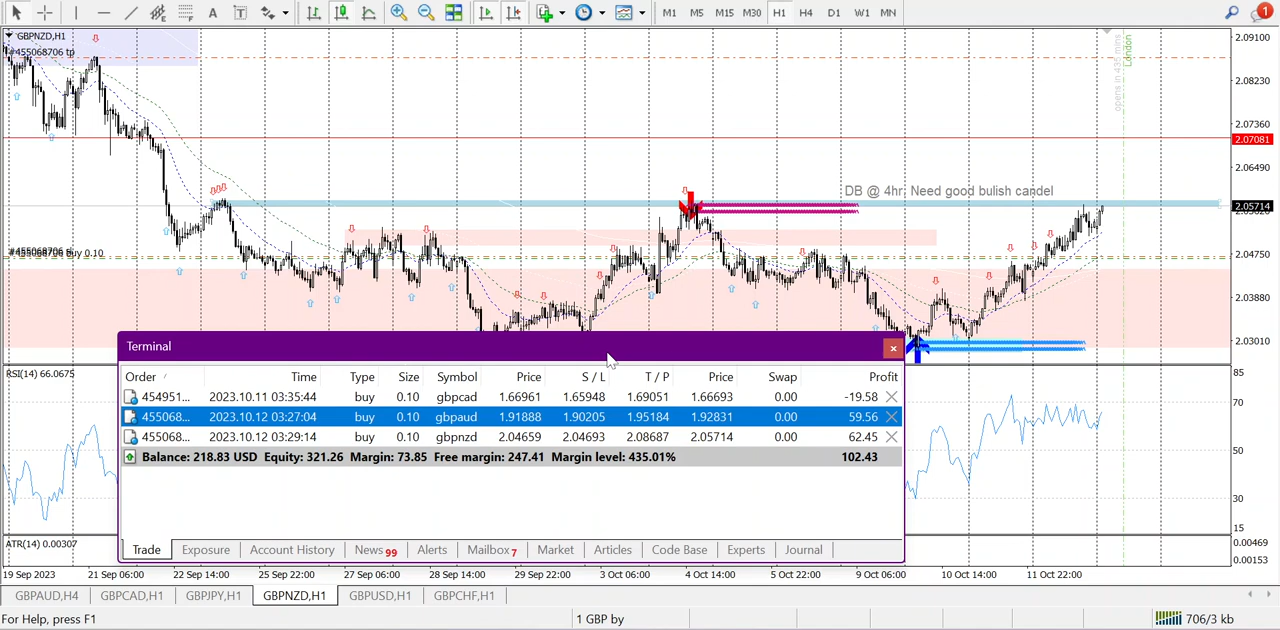 A T M1 M5 M15 M30 H1 H4 D1 W1 MN 1
GBPNZD,H1
#455068706 tp
opens in 435 mins
London
2.09100
2.08230
2.07360
2.07081
2.06490
DB @ 4hr: Need good bulish candel
2.05714
#455068706 buy 0.10
2.04750
2.03880
2.03010
Terminal
Order / Time Type Size Symbol Price S / L T / P Price Swap Profit
454951... 2023.10.11 03:35:44 buy 0.10 gbpcad 1.66961 1.65948 1.69051 1.66693 0.00 -19.58
455068... 2023.10.12 03:27:04 buy 0.10 gbpaud 1.91888 1.90205 1.95184 1.92831 0.00 59.56
455068... 2023.10.12 03:29:14 buy 0.10 gbpnzd 2.04659 2.04693 2.08687 2.05714 0.00 62.45
Balance: 218.83 USD Equity: 321.26 Margin: 73.85 Free margin: 247.41 Margin level: 435.01% 102.43
Trade Exposure Account History News 99 Alerts Mailbox 7 Market Articles Code Base Experts Journal
RSI(14) 66.0675
85
70
50
30
15
ATR(14) 0.00307
0.00469
0.00153
19 Sep 2023 21 Sep 06:00 22 Sep 14:00 25 Sep 22:00 27 Sep 06:00 28 Sep 14:00 29 Sep 22:00 3 Oct 06:00 4 Oct 14:00 5 Oct 22:00 9 Oct 06:00 10 Oct 14:00 11 Oct 22:00
GBPAUD,H4 GBPCAD,H1 GBPJPY,H1 GBPNZD,H1 GBPUSD,H1 GBPCHF,H1
For Help, press F1 1 GBP by 706/3 kb